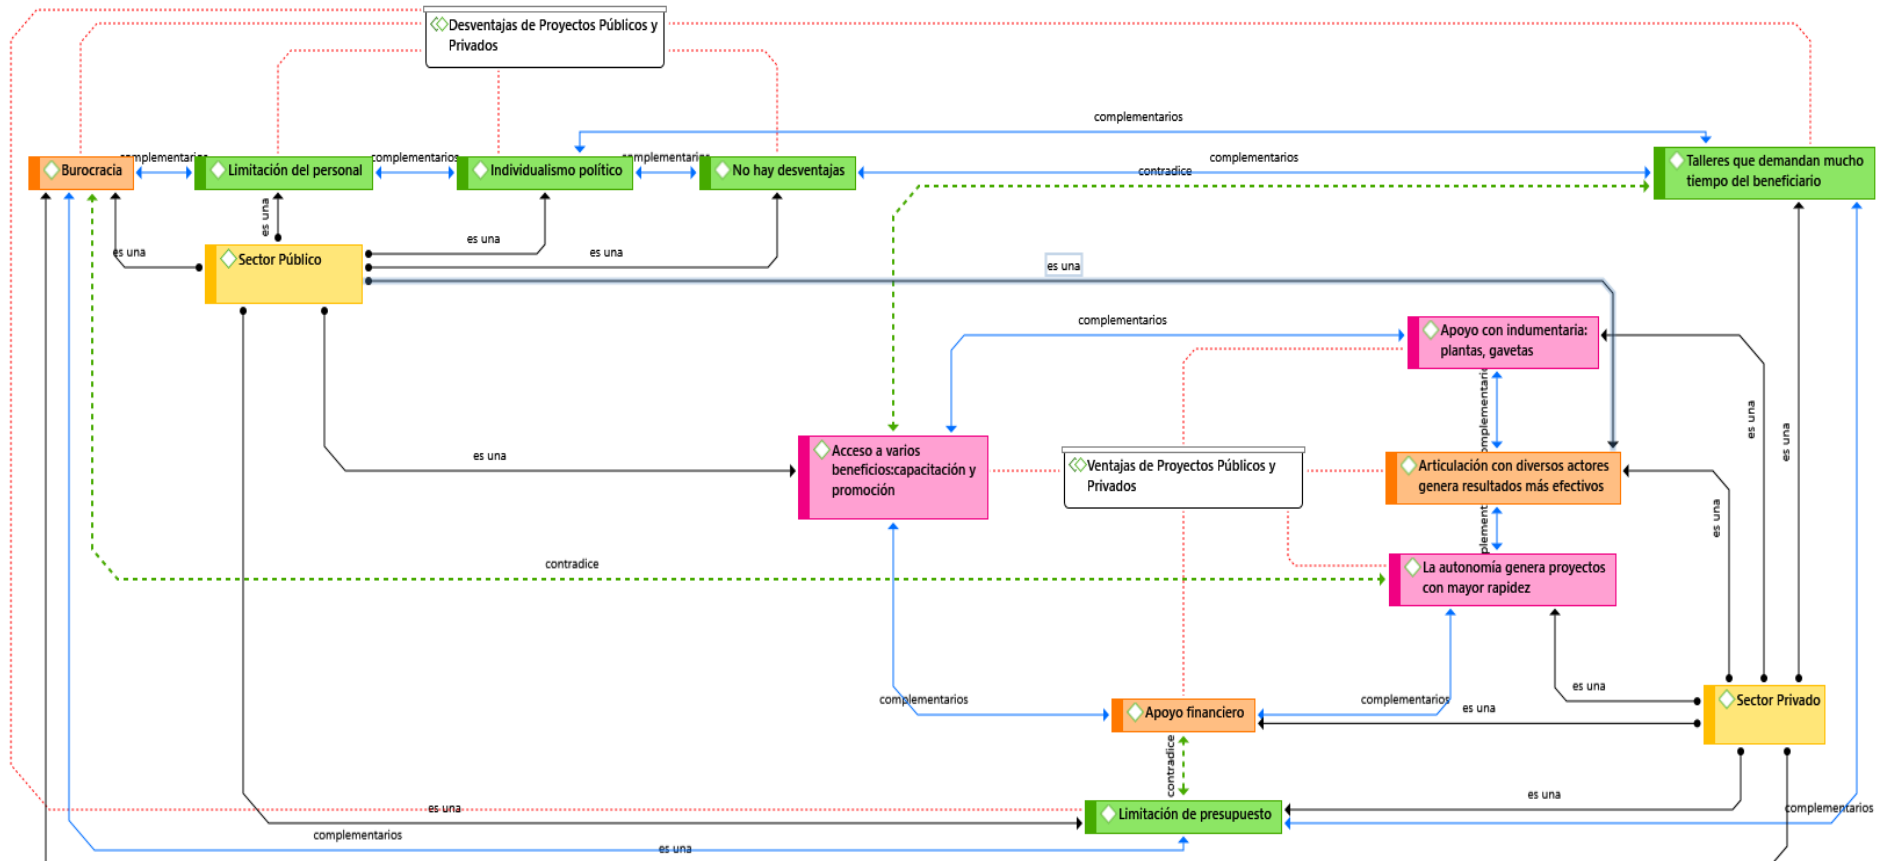 Desventajas de Proyectos Públicos y
Privados
complementarios
Burocracia
complementarios
Limitación del personal
complementarios
Individualismo político
complementarios
No hay desventajas
complementarios
contradice
Talleres que demandan mucho
tiempo del beneficiario
es una
es una
Sector Público
es una
es una
es una
complementarios
Apoyo con indumentaria:
plantas, gavetas
complementarios
es una
es una
es una
Acceso a varios
beneficios:capacitación y
promoción
Ventajas de Proyectos Públicos y
Privados
Articulación con diversos actores
genera resultados más efectivos
es una
complementarios
contradice
La autonomía genera proyectos
con mayor rapidez
es una
complementarios
complementarios
es una
Apoyo financiero
Sector Privado
contradice
es una
es una
complementarios
Limitación de presupuesto
complementarios
es una